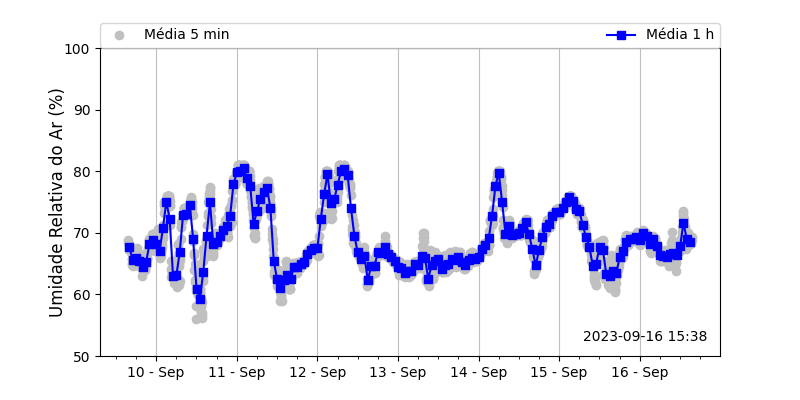 Média 5 min
Média 1 h
Umidade Relativa do Ar (%)
100
90
80
70
60
50
2023-09-16 15:38
10 - Sep
11 - Sep
12 - Sep
13 - Sep
14 - Sep
15 - Sep
16 - Sep